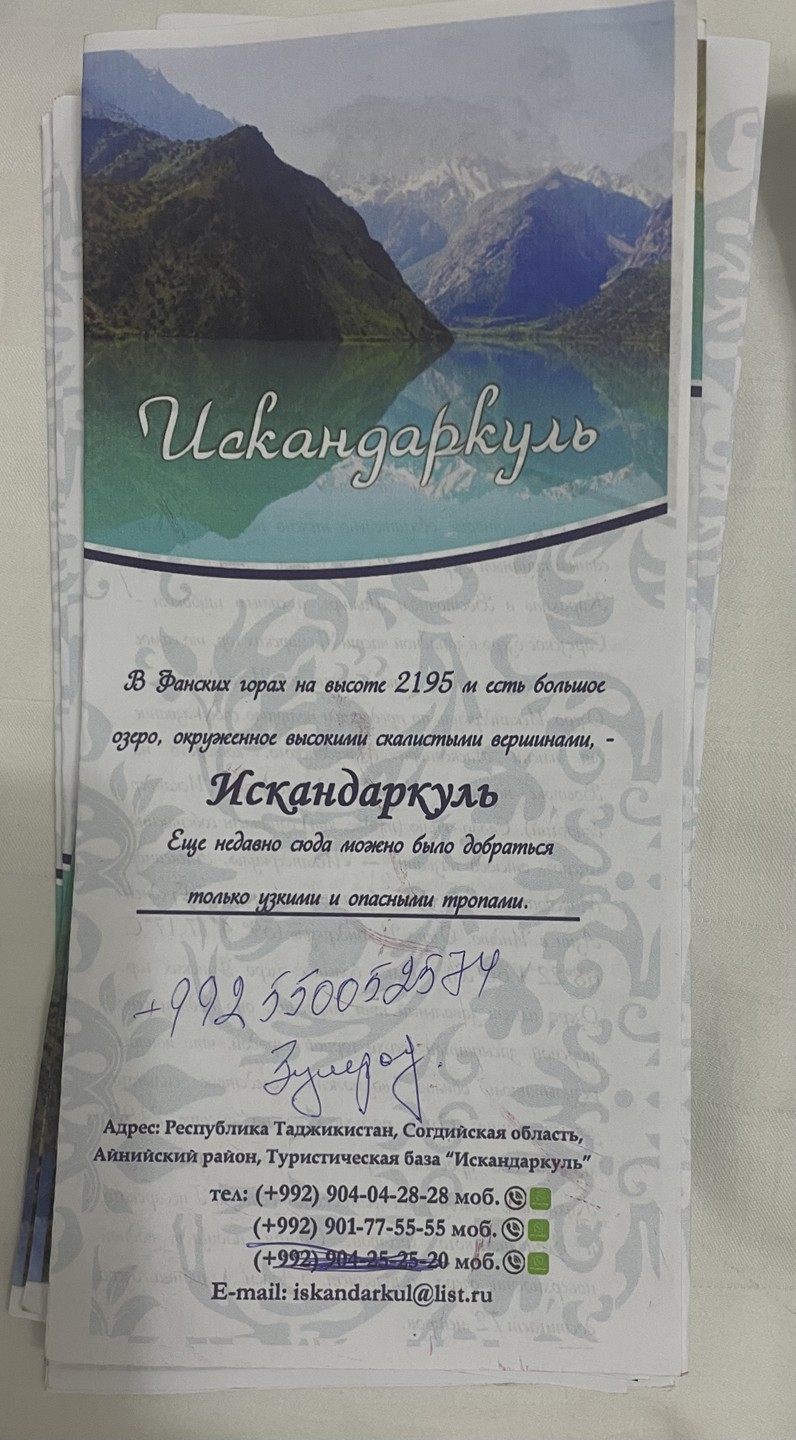 Искандаркуль
В Фанских горах на высоте 2195 м есть большое
озеро, окруженное высокими скалистыми вершинами, -
Искандаркуль
Еще недавно сюда можно было добраться
только узкими и опасными тропами.
+992 550052574
Адрес: Республика Таджикистан, Согдийская область,
Айнийский район, Туристическая база “Искандаркуль”
тел: (+992) 904-04-28-28 моб.
(+992) 901-77-55-55 моб.
(+992) 904-25-25-20 моб.
E-mail: iskandarkul@list.ru